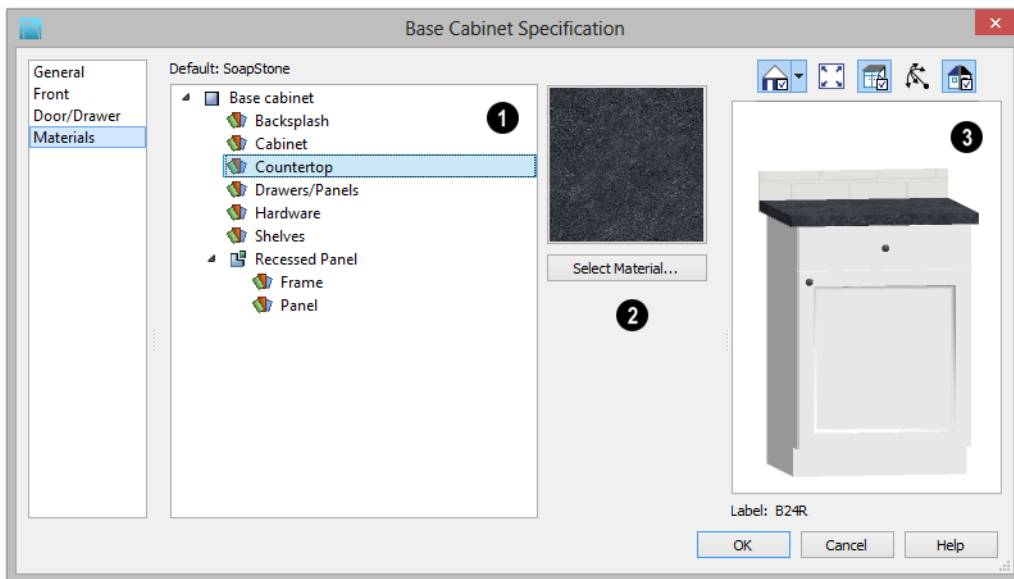 Base Cabinet Specification
General
Front
Door/Drawer
Materials
Default: SoapStone
Base cabinet
Backsplash
Cabinet
Countertop
Drawers/Panels
Hardware
Shelves
Recessed Panel
Frame
Panel
1
Select Material...
2
3
Label: B24R
OK
Cancel
Help